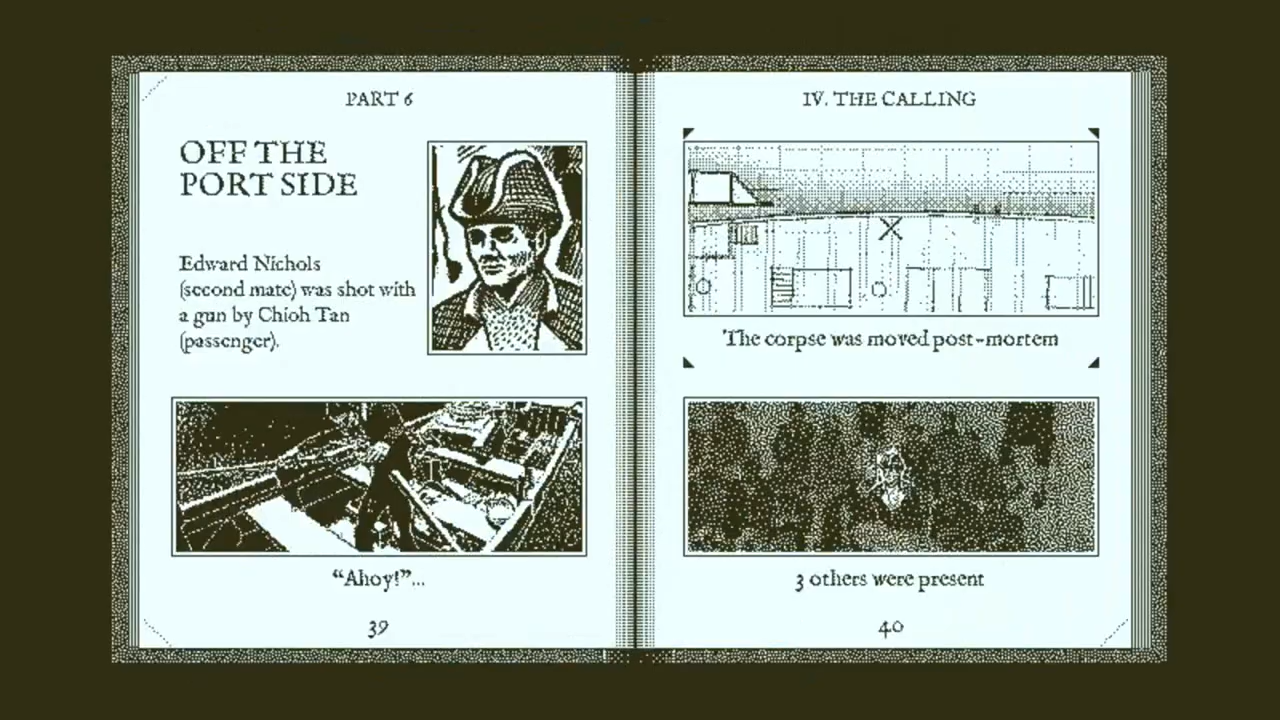 PART 6
OFF THE
PORT SIDE
Edward Nichols
(second mate) was shot with
a gun by Chioh Tan
(passenger).
"Ahoy!"...
39
IV. THE CALLING
The corpse was moved post-mortem
3 others were present
40